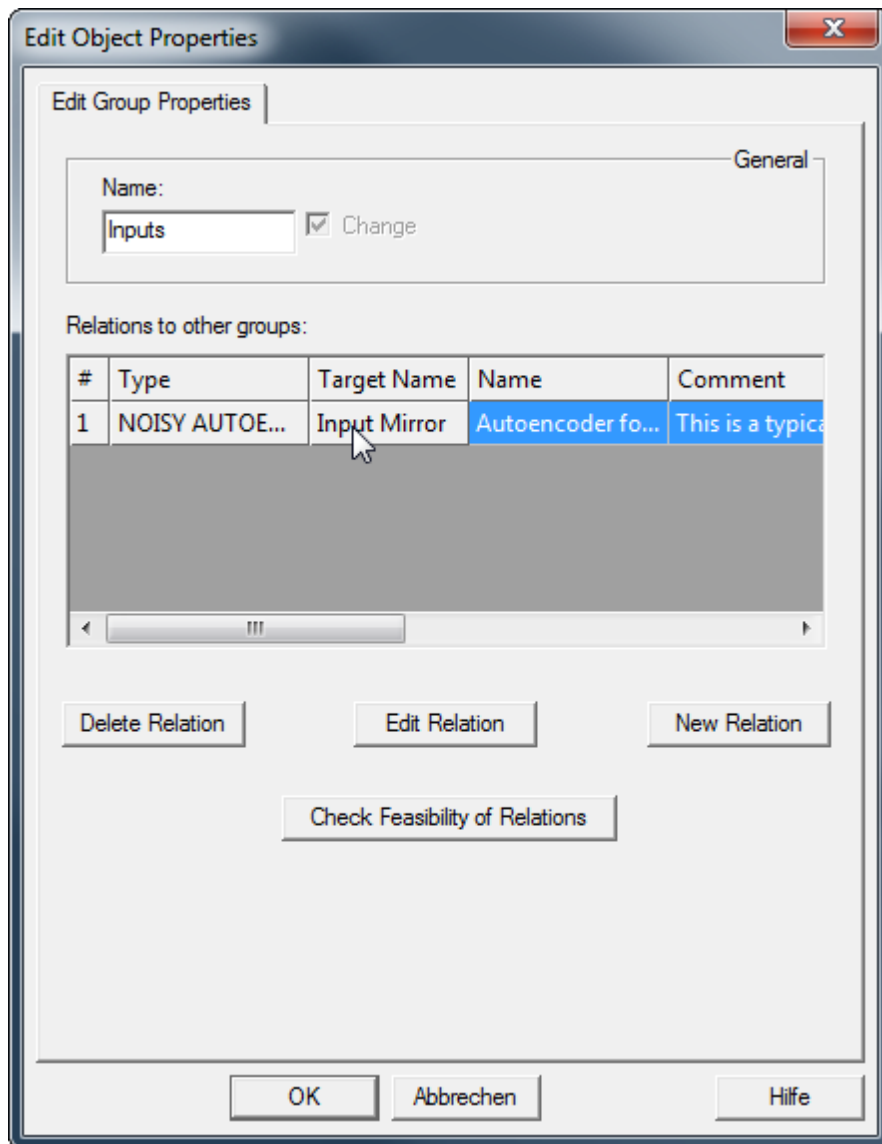 Edit Object Properties
Edit Group Properties
General
Name:
Inputs Change
Relations to other groups:
# Type Target Name Name Comment
1 NOISY AUTOE... Input Mirror Autoencoder fo... This is a typica
Delete Relation Edit Relation New Relation
Check Feasibility of Relations
OK Abbrechen Hilfe